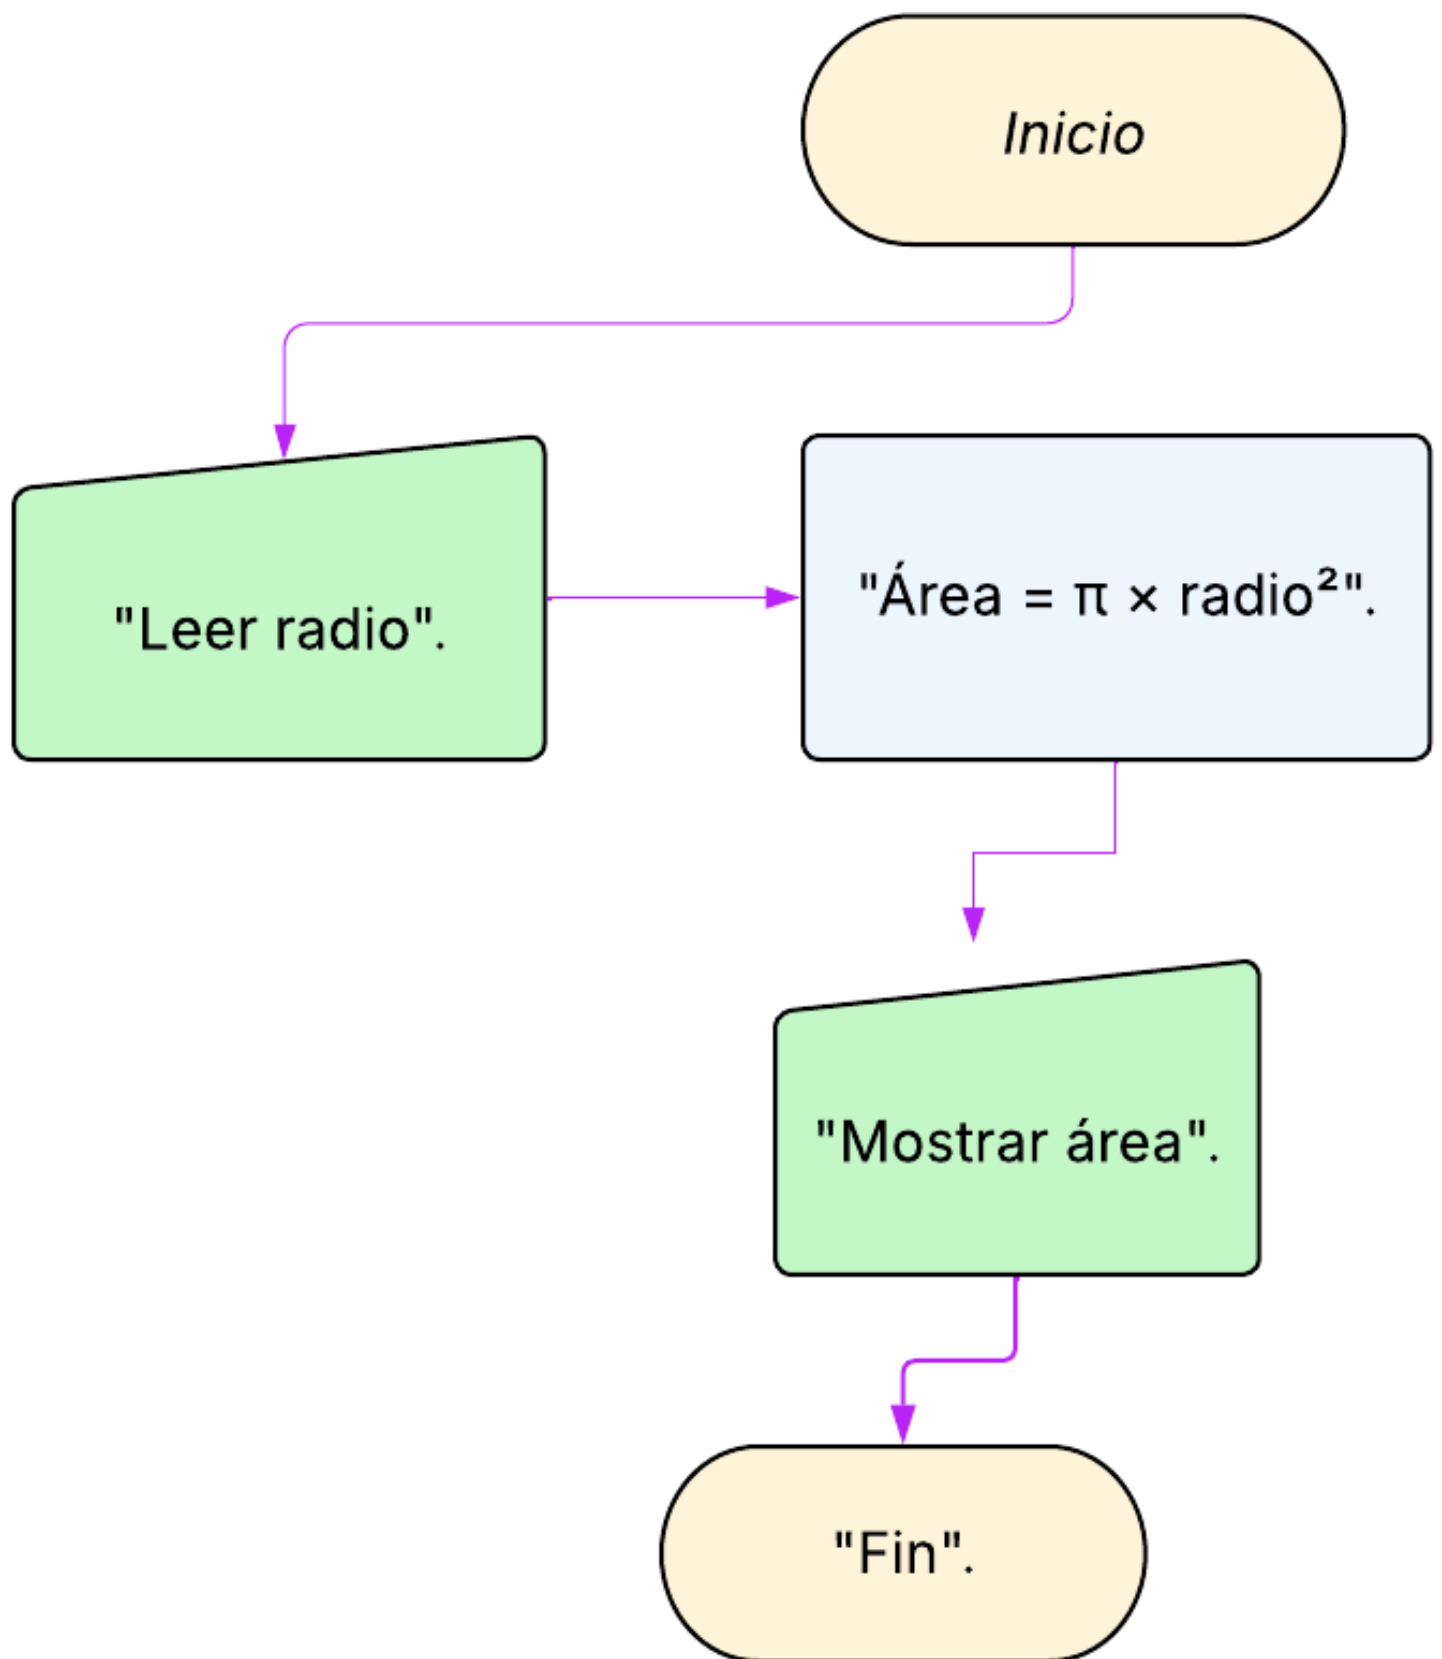 Inicio
"Leer radio".
"Área = π × radio²".
"Mostrar área".
"Fin".